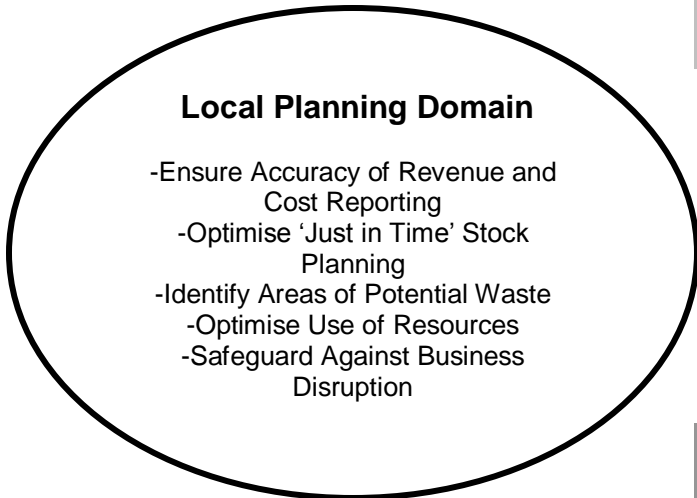 Local Planning Domain
-Ensure Accuracy of Revenue and
Cost Reporting
-Optimise ‘Just in Time’ Stock
Planning
-Identify Areas of Potential Waste
-Optimise Use of Resources
-Safeguard Against Business
Disruption